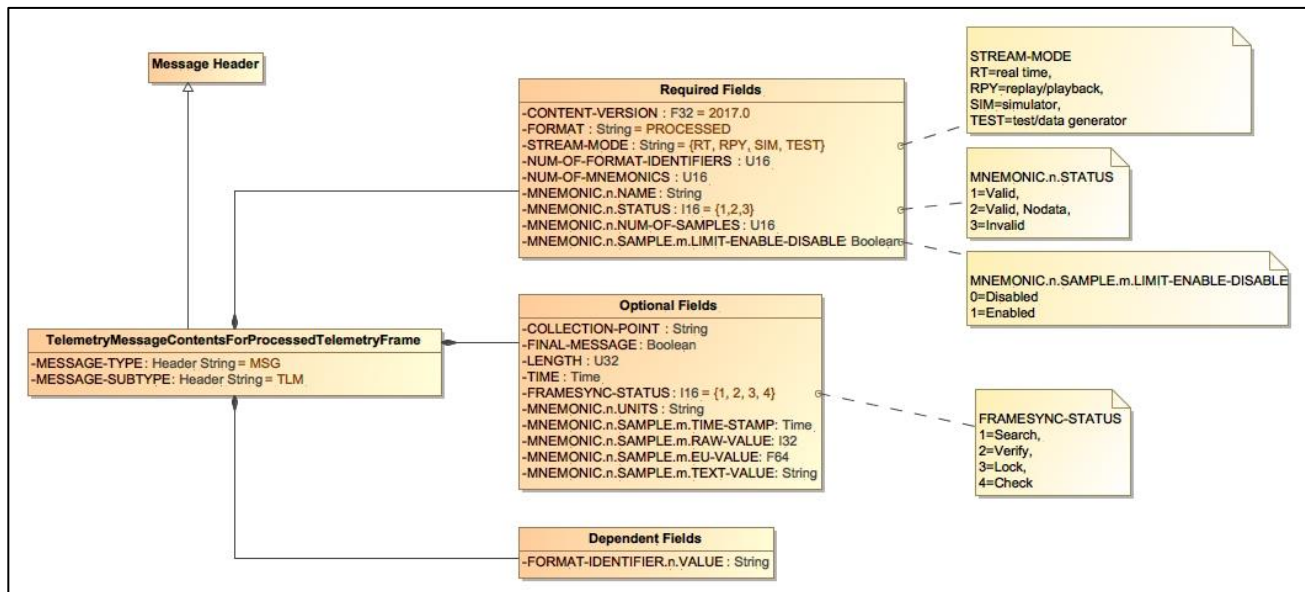 Message Header
Required Fields
-CONTENT-VERSION : F32 = 2017.0
-FORMAT : String = PROCESSED
-STREAM-MODE : String = {RT, RPY, SIM, TEST}
-NUM-OF-FORMAT-IDENTIFIERS : U16
-NUM-OF-MNEMONICS : U16
-MNEMONIC.n.NAME : String
-MNEMONIC.n.STATUS : I16 = {1,2,3}
-MNEMONIC.n.NUM-OF-SAMPLES : U16
-MNEMONIC.n.SAMPLE.m.LIMIT-ENABLE-DISABLE: Boolean
STREAM-MODE
RT=real time,
RPY=replay/playback,
SIM=simulator,
TEST=test/data generator
MNEMONIC.n.STATUS
1=Valid,
2=Valid, Nodata,
3=Invalid
MNEMONIC.n.SAMPLE.m.LIMIT-ENABLE-DISABLE
0=Disabled
1=Enabled
TelemetryMessageContentsForProcessedTelemetryFrame
-MESSAGE-TYPE: Header String = MSG
-MESSAGE-SUBTYPE: Header String = TLM
Optional Fields
-COLLECTION-POINT : String
-FINAL-MESSAGE : Boolean
-LENGTH : U32
-TIME : Time
-FRAMESYNC-STATUS : I16 = {1, 2, 3, 4}
-MNEMONIC.n.UNITS : String
-MNEMONIC.n.SAMPLE.m.TIME-STAMP: Time
-MNEMONIC.n.SAMPLE.m.RAW-VALUE: I32
-MNEMONIC.n.SAMPLE.m.EU-VALUE: F64
-MNEMONIC.n.SAMPLE.m.TEXT-VALUE: String
FRAMESYNC-STATUS
1=Search,
2=Verify,
3=Lock,
4=Check
Dependent Fields
-FORMAT-IDENTIFIER.n.VALUE : String